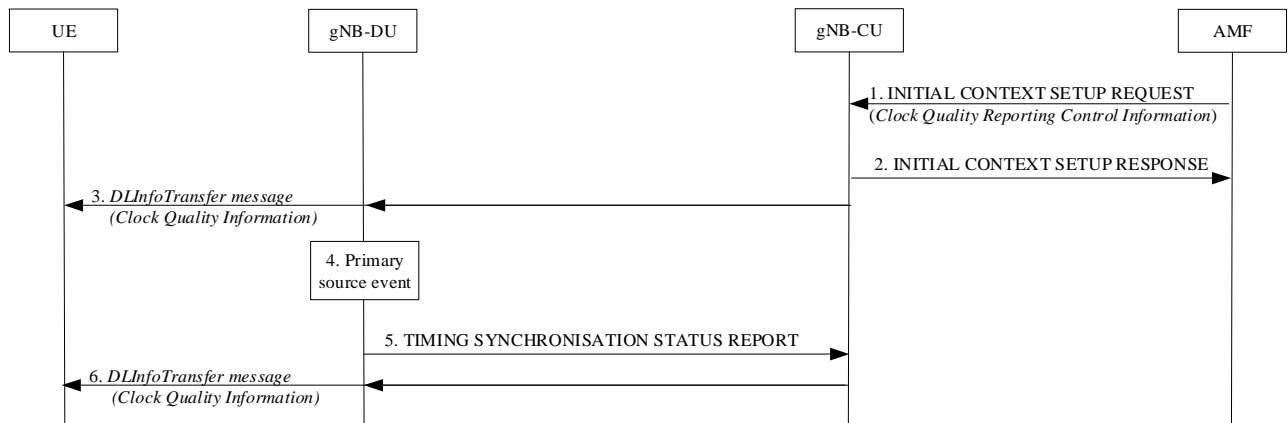 UE
gNB-DU
gNB-CU
AMF
1. INITIAL CONTEXT SETUP REQUEST
(Clock Quality Reporting Control Information)
2. INITIAL CONTEXT SETUP RESPONSE
3. DLInfoTransfer message
(Clock Quality Information)
4. Primary
source event
5. TIMING SYNCHRONISATION STATUS REPORT
6. DLInfoTransfer message
(Clock Quality Information)